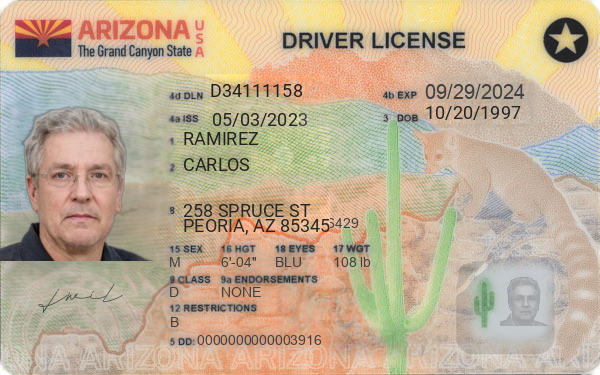 ARIZONA USA
The Grand Canyon State
DRIVER LICENSE
4d DLN D34111158
4b EXP 09/29/2024
4a ISS 05/03/2023
3 DOB 10/20/1997
1 RAMIREZ
2 CARLOS
8 258 SPRUCE ST
PEORIA, AZ 85345 6429
15 SEX 16 HGT 18 EYES 17 WGT
M 6'-04" BLU 108 lb
9 CLASS 9a ENDORSEMENTS
D NONE
12 RESTRICTIONS
B
5 DD: 0000000000003916
ONA ARIZONA ARIZONA ARIZONA ARIZONA ARIZ